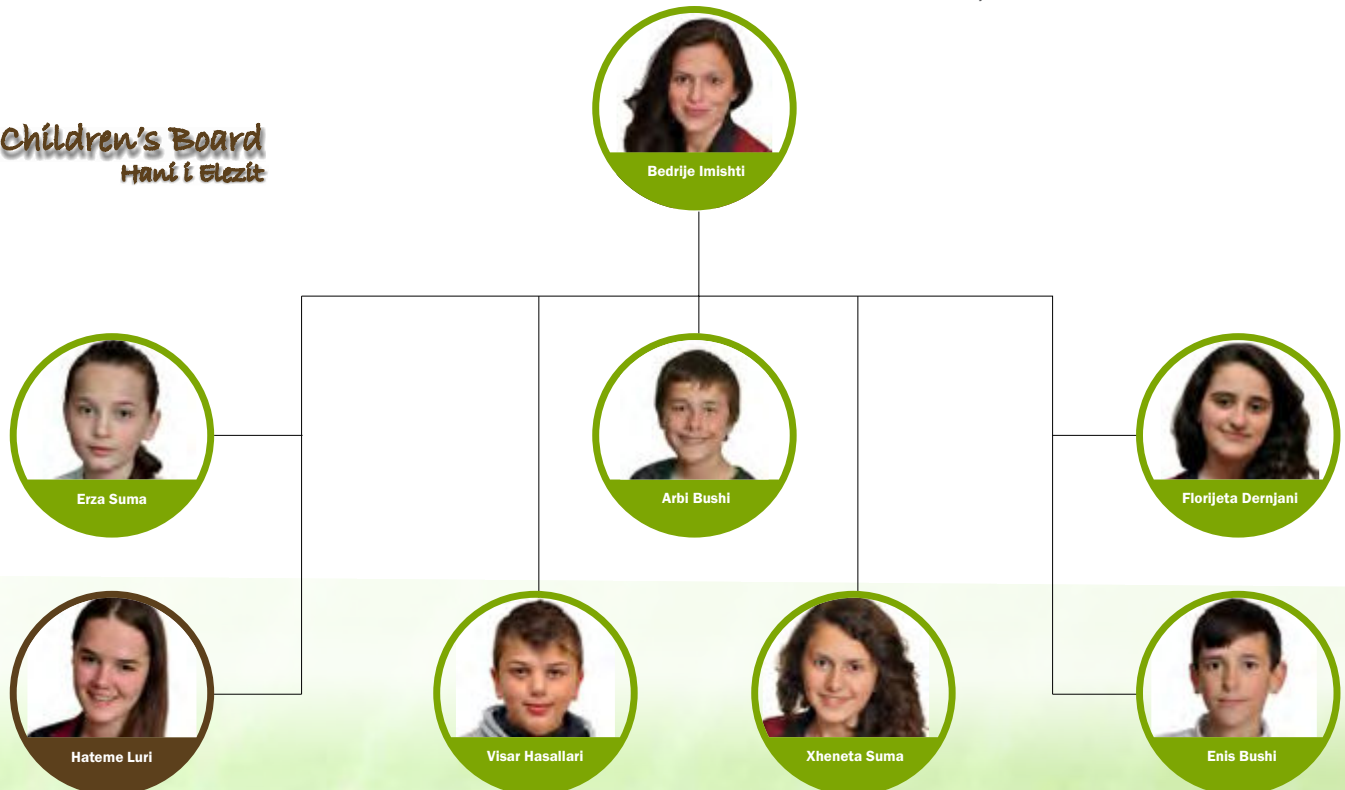 Children's Board
Hani i Elezit
Bedrije Imishti
Erza Suma
Arbi Bushi
Florijeta Dernjani
Hateme Luri
Visar Hasallari
Xheneta Suma
Enis Bushi